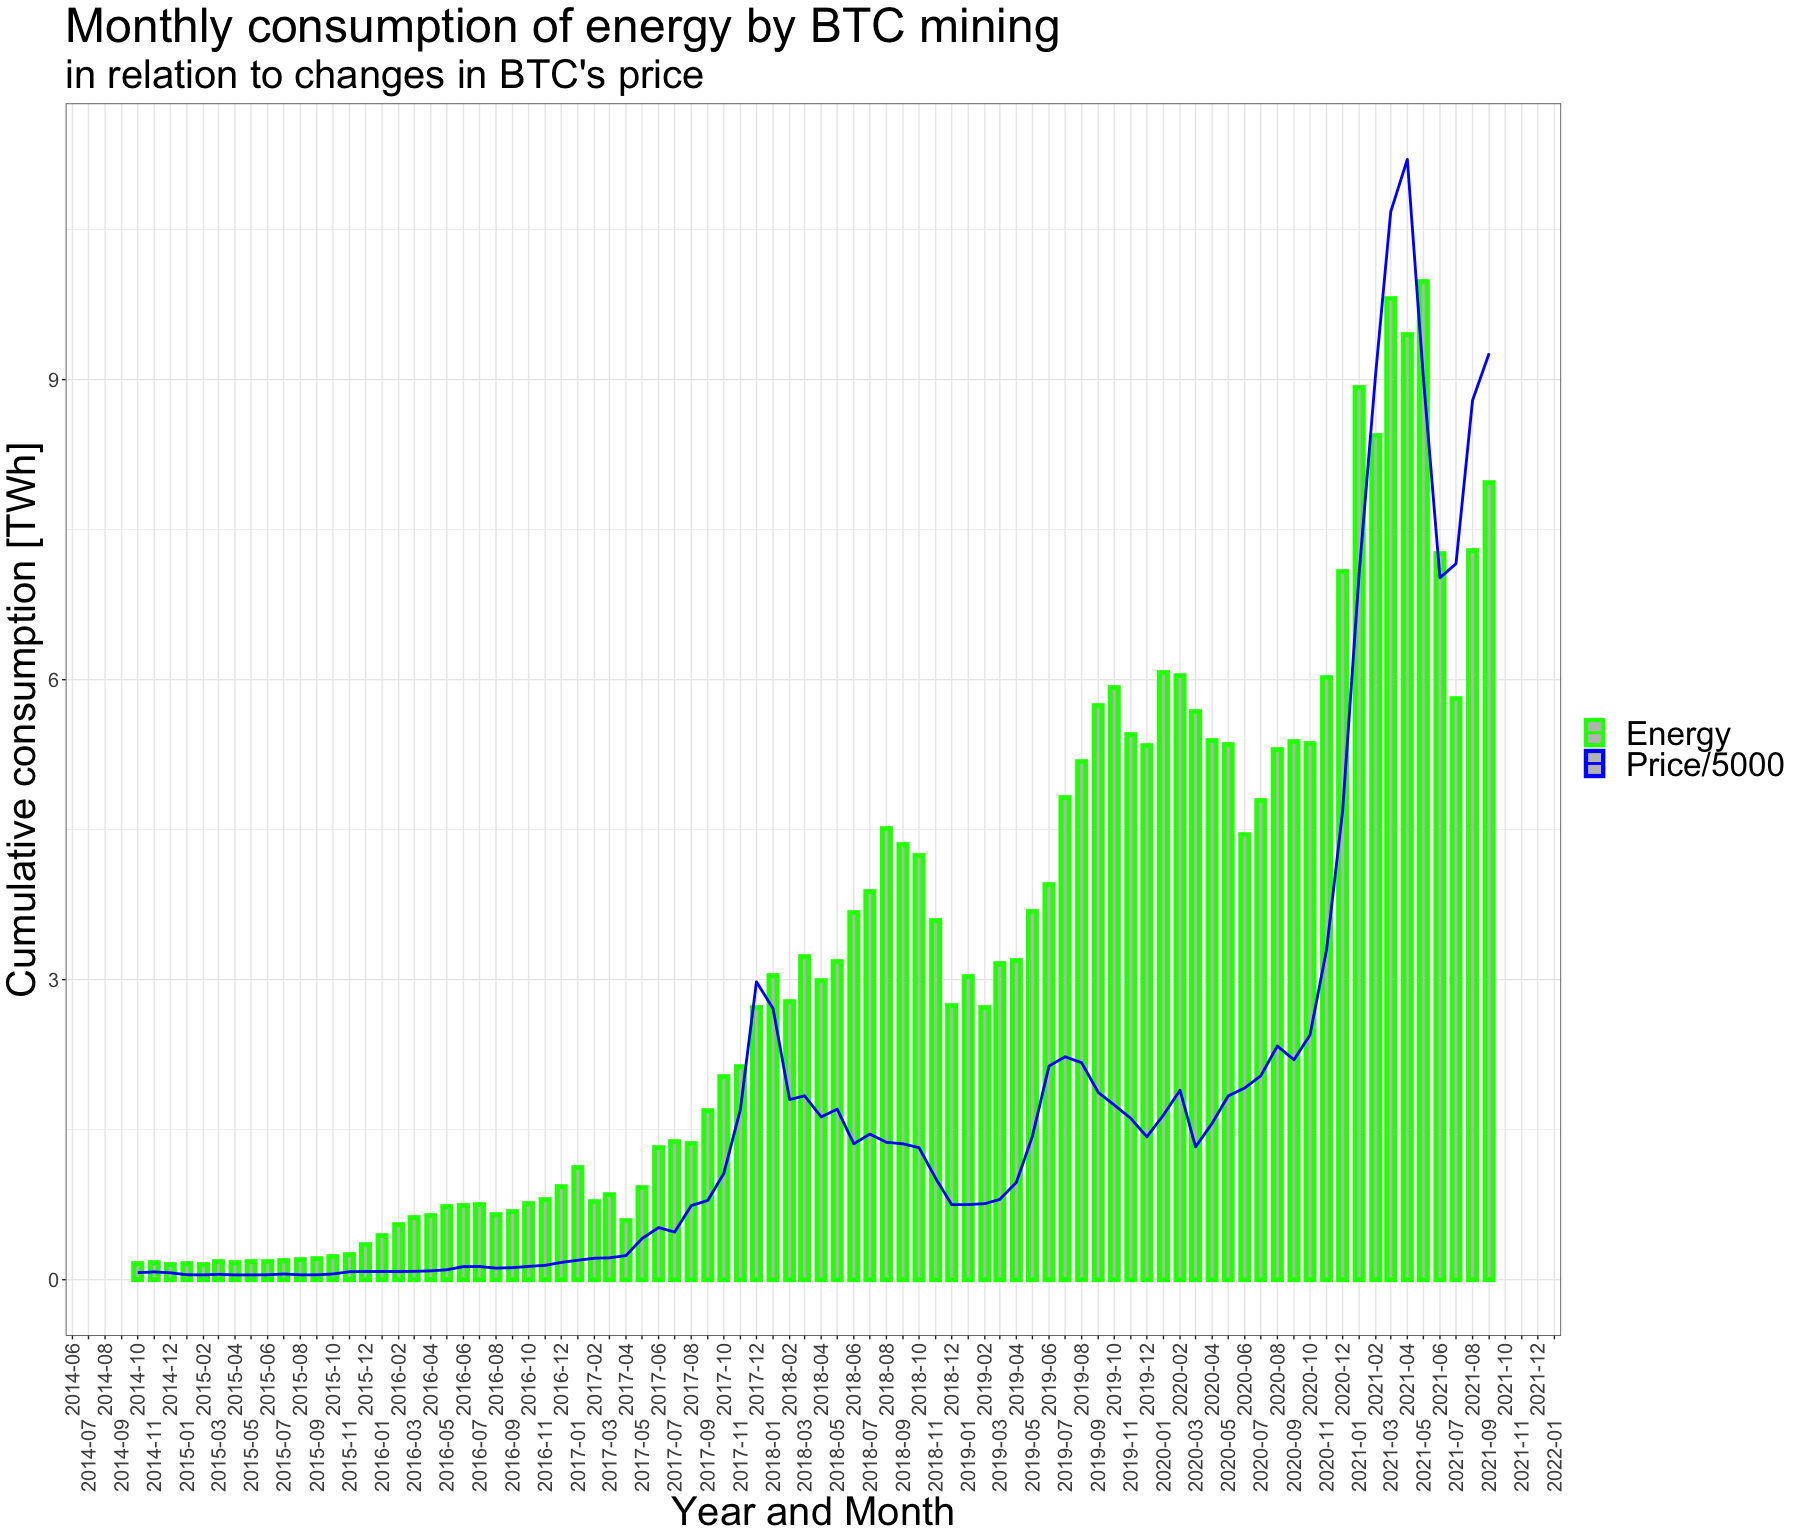 Monthly consumption of energy by BTC mining
in relation to changes in BTC's price
Cumulative consumption [TWh]
9
6
3
0
Energy
Price/5000
2014-06 2014-08 2014-10 2014-12 2015-02 2015-04 2015-06 2015-08 2015-10 2015-12 2016-02 2016-04 2016-06 2016-08 2016-10 2016-12 2017-02 2017-04 2017-06 2017-08 2017-10 2017-12 2018-02 2018-04 2018-06 2018-08 2018-10 2018-12 2019-02 2019-04 2019-06 2019-08 2019-10 2019-12 2020-02 2020-04 2020-06 2020-08 2020-10 2020-12 2021-02 2021-04 2021-06 2021-08 2021-10 2021-12
2014-07 2014-09 2014-11 2015-01 2015-03 2015-05 2015-07 2015-09 2015-11 2016-01 2016-03 2016-05 2016-07 2016-09 2016-11 2017-01 2017-03 2017-05 2017-07 2017-09 2017-11 2018-01 2018-03 2018-05 2018-07 2018-09 2018-11 2019-01 2019-03 2019-05 2019-07 2019-09 2019-11 2020-01 2020-03 2020-05 2020-07 2020-09 2020-11 2021-01 2021-03 2021-05 2021-07 2021-09 2021-11 2022-01
Year and Month